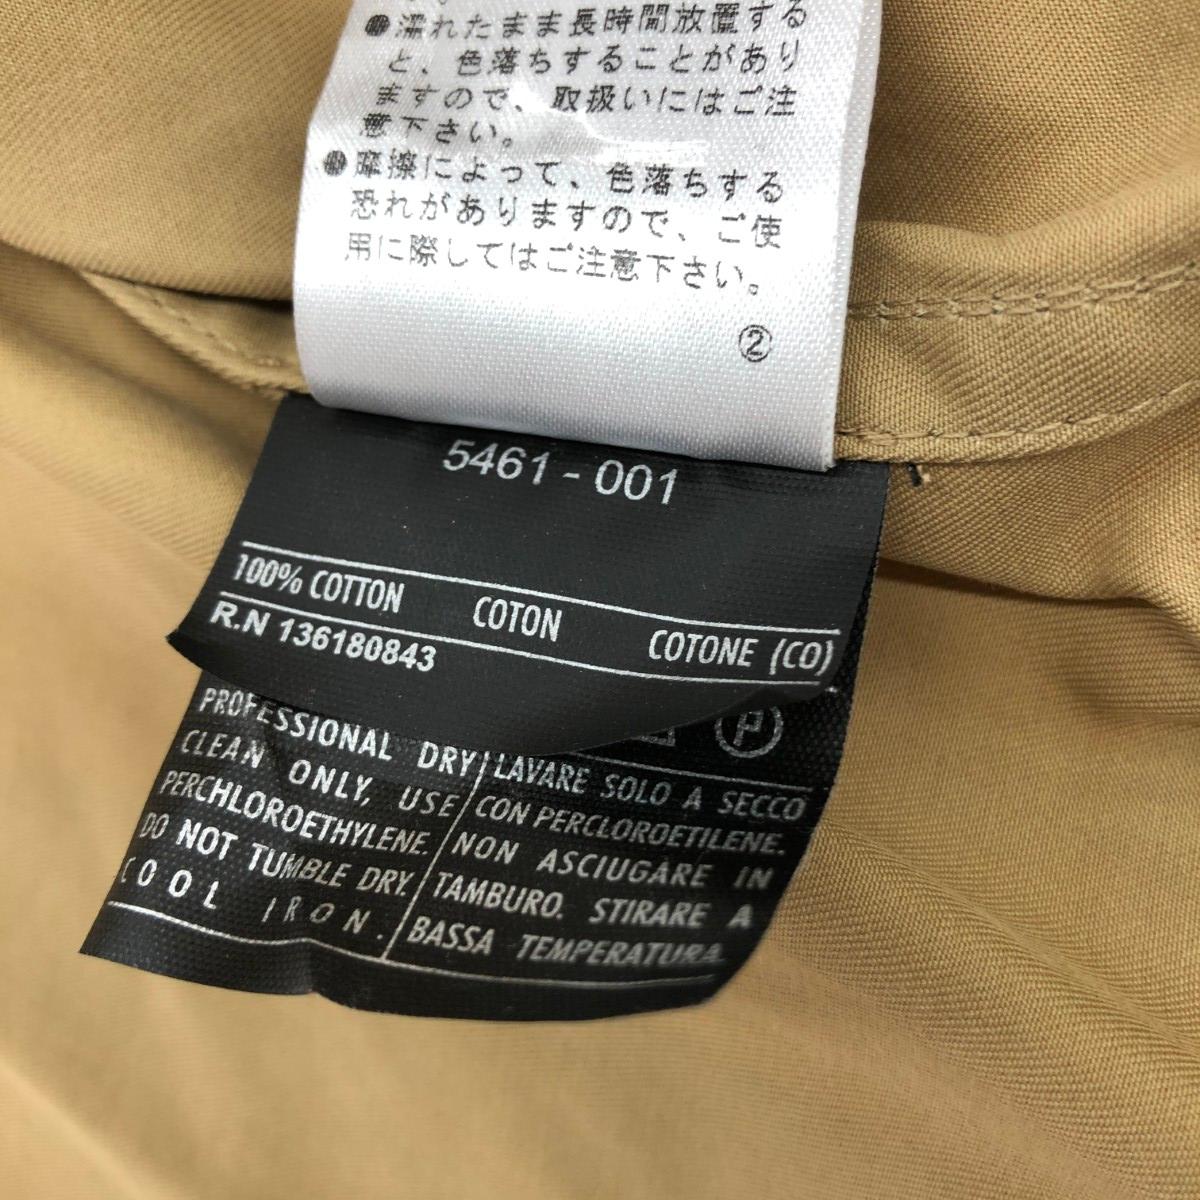 ●濡れたまま長時間放置する
と、色落ちすることがあり
ますので、取扱いにはご注
意下さい。
●摩擦によって、色落ちする
恐れがありますので、ご使
用に際してはご注意下さい。
②
5461-001
100% COTTON COTON COTONE (CO)
R.N 136180843
P
PROFESSIONAL DRY
CLEAN ONLY, USE
PERCHLOROETHYLENE.
DO NOT TUMBLE DRY.
COOL IRON.
LAVARE SOLO A SECCO
CON PERCLOROETILENE.
NON ASCIUGARE IN
TAMBURO. STIRARE A
BASSA TEMPERATURA.